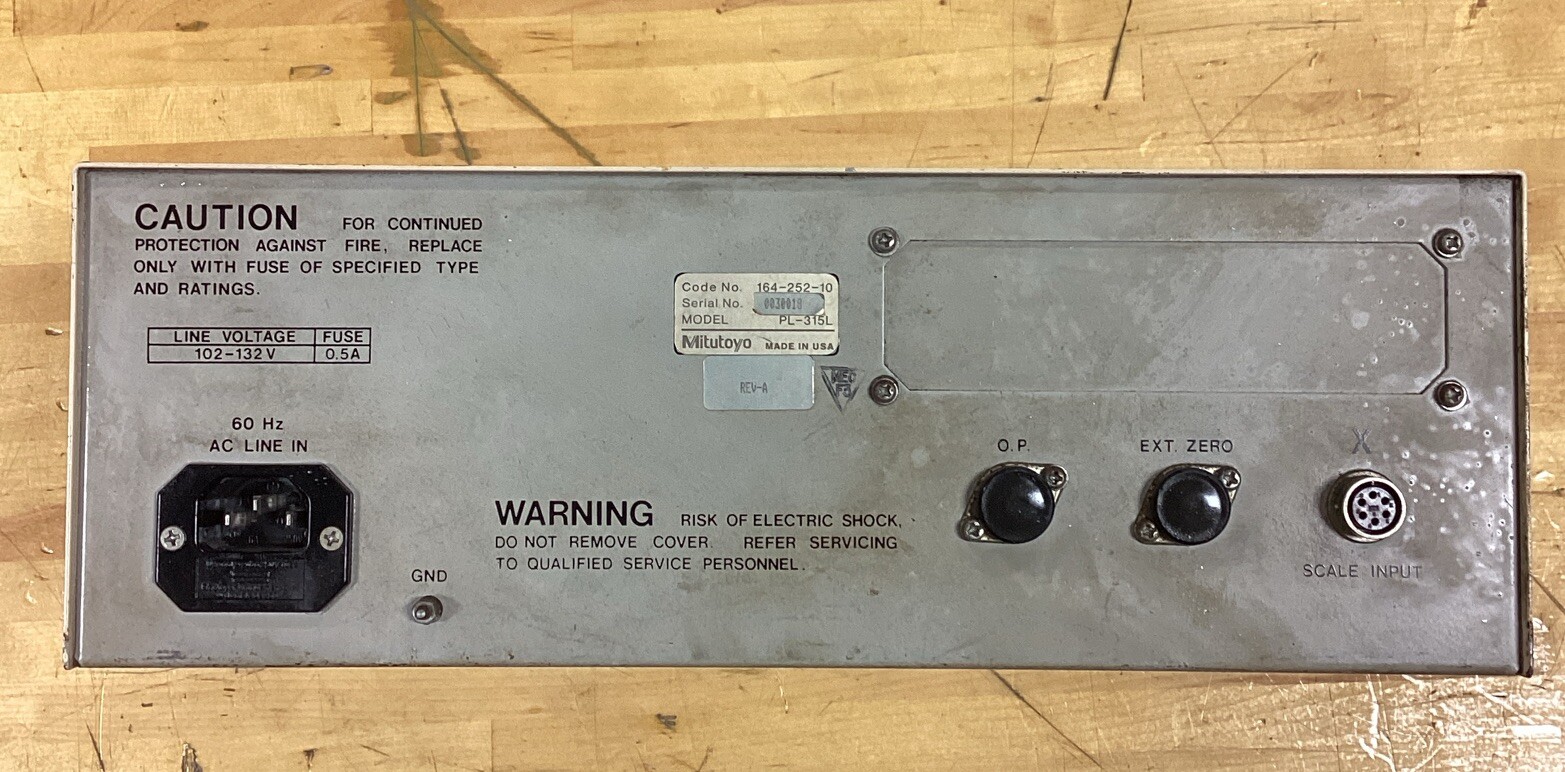 CAUTION FOR CONTINUED
PROTECTION AGAINST FIRE, REPLACE
ONLY WITH FUSE OF SPECIFIED TYPE
AND RATINGS.
LINE VOLTAGE FUSE
102-132V 0.5A
60 Hz
AC LINE IN
GND
Code No. 164-252-10
Serial No. 0030018
MODEL PL-315L
Mitutoyo MADE IN USA
REV-A
WARNING RISK OF ELECTRIC SHOCK,
DO NOT REMOVE COVER. REFER SERVICING
TO QUALIFIED SERVICE PERSONNEL.
O.P.
EXT. ZERO
X
SCALE INPUT